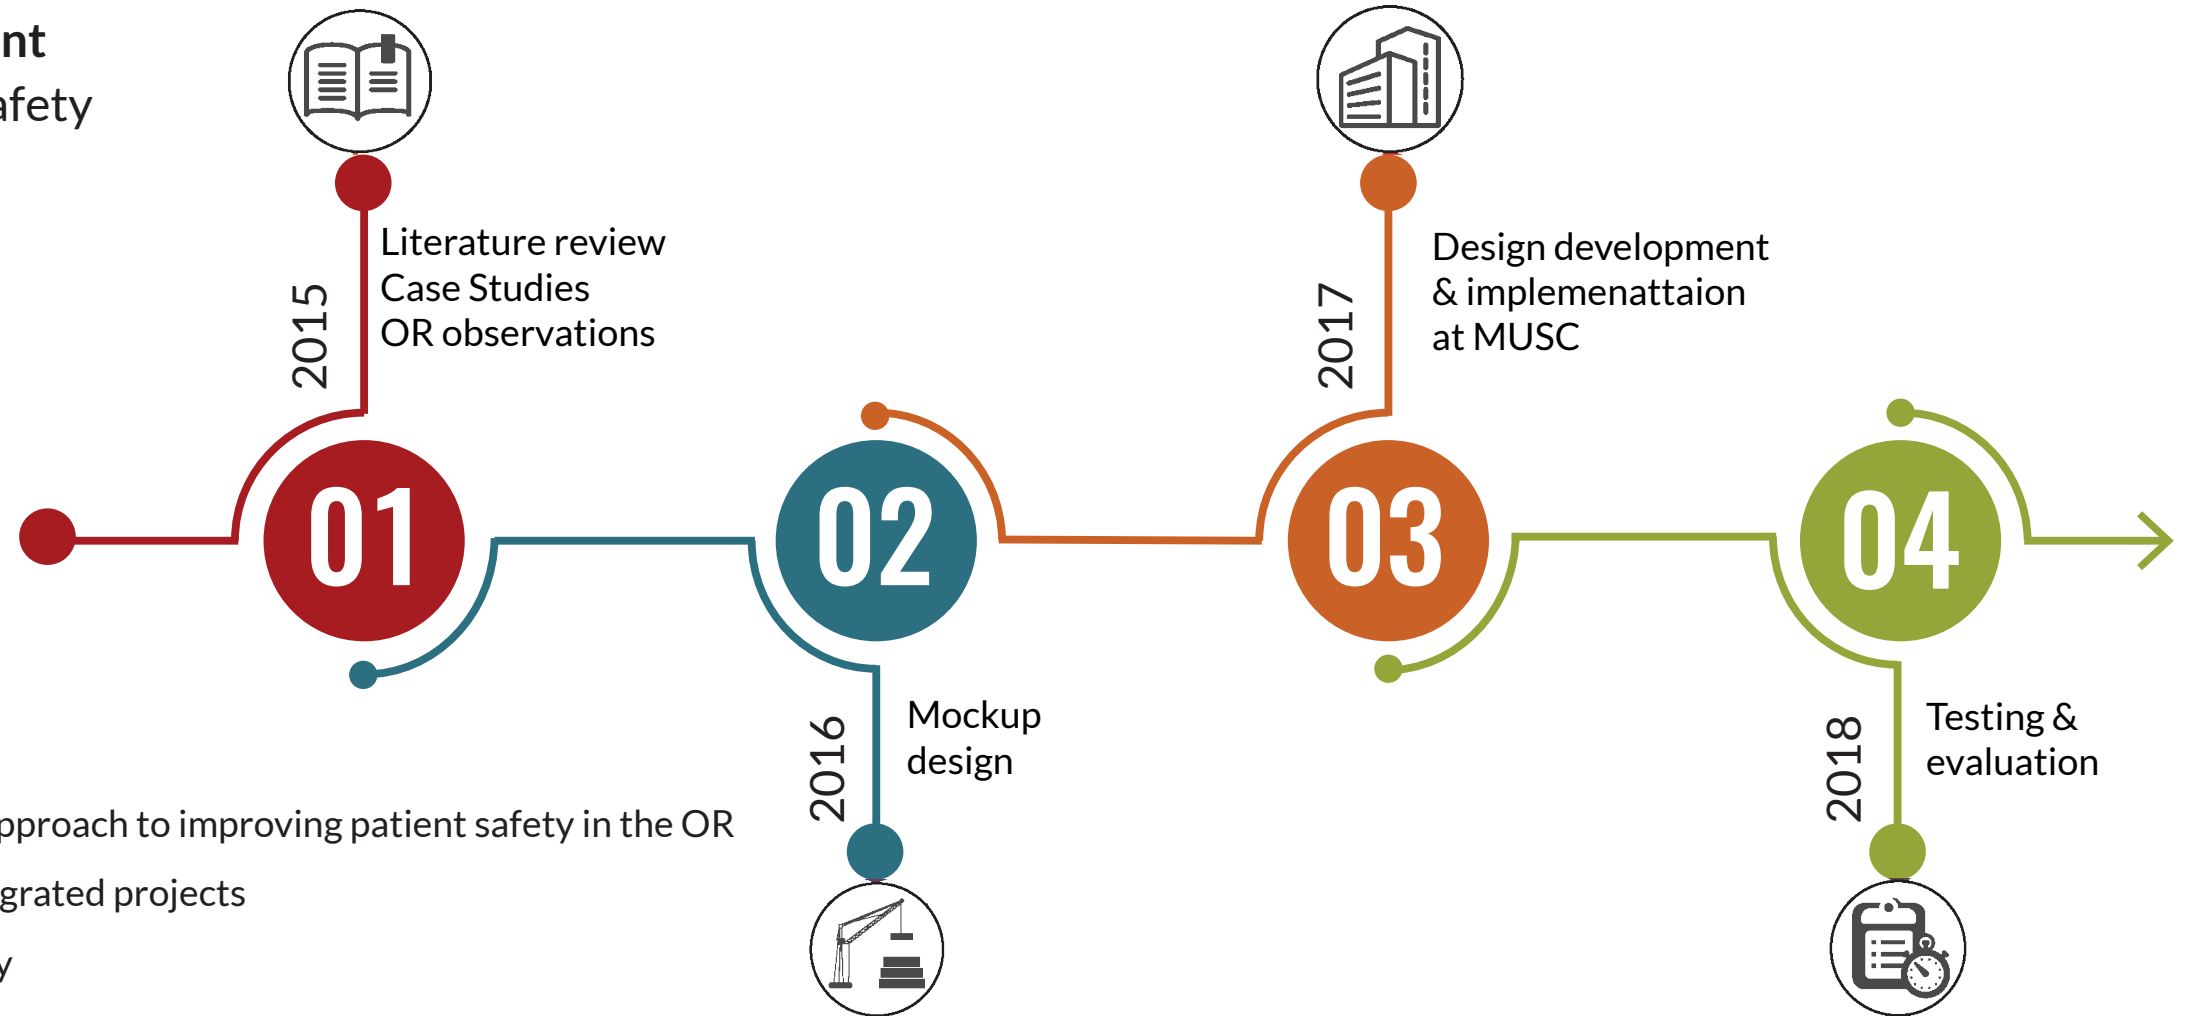 nt
afety
2015
Literature review
Case Studies
OR observations
2017
Design development
& implemenattaion
at MUSC
01
02
03
04
2016
Mockup
design
2018
Testing &
evaluation
pproach to improving patient safety in the OR
grated projects
y